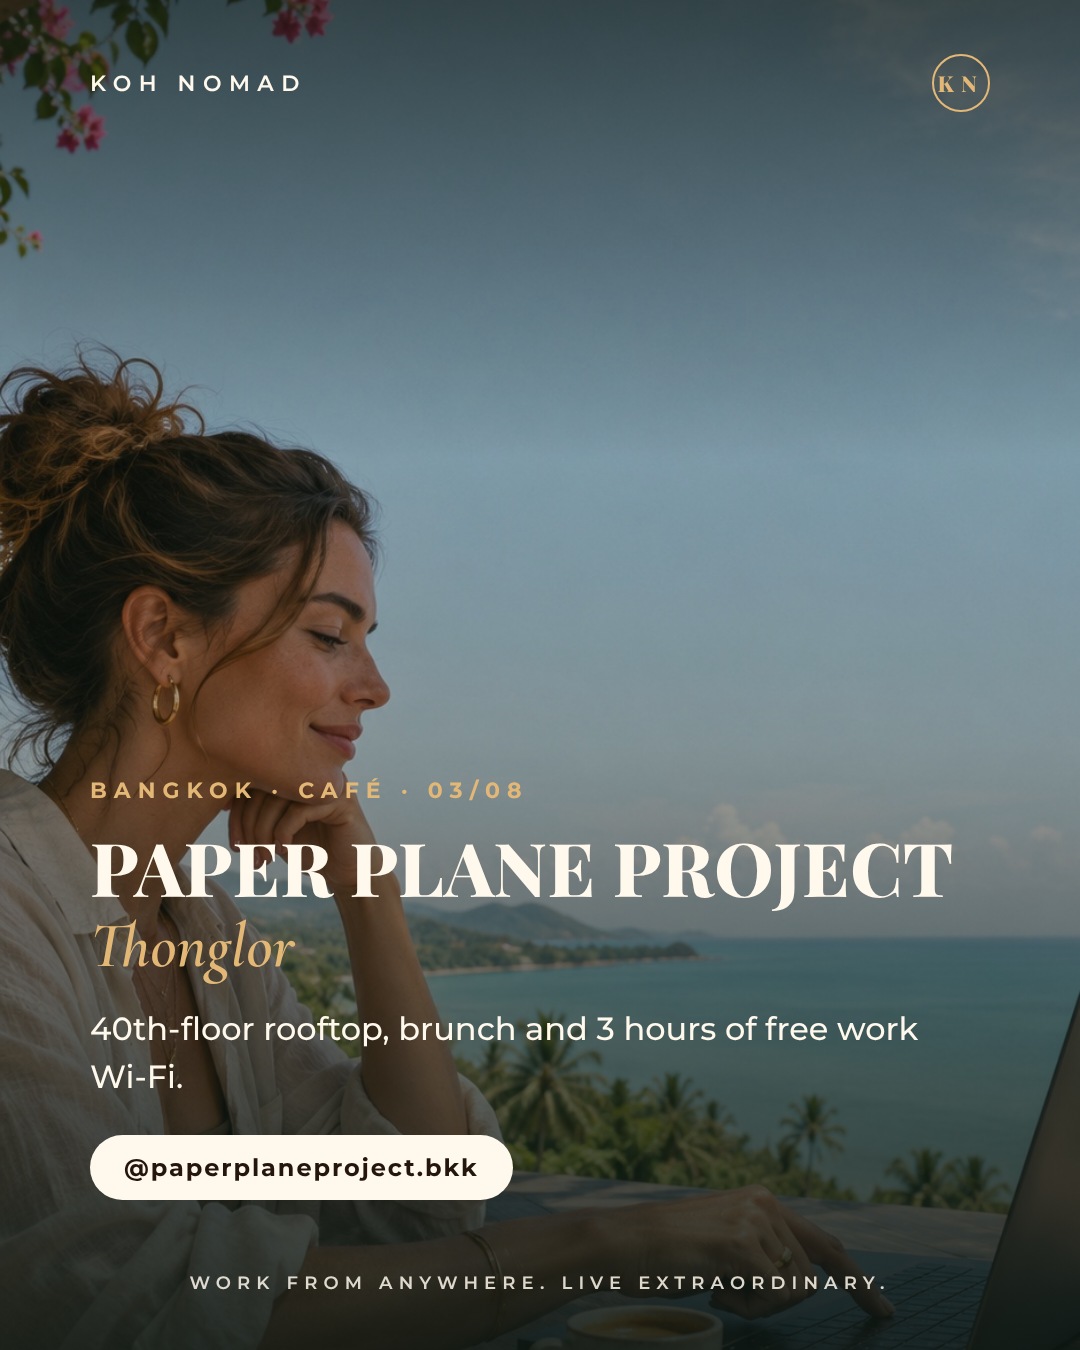 KOH NOMAD
KN
BANGKOK · CAFÉ · 03/08
PAPER PLANE PROJECT
Thonglor
40th-floor rooftop, brunch and 3 hours of free work
Wi-Fi.
@paperplaneproject.bkk
WORK FROM ANYWHERE. LIVE EXTRAORDINARY.